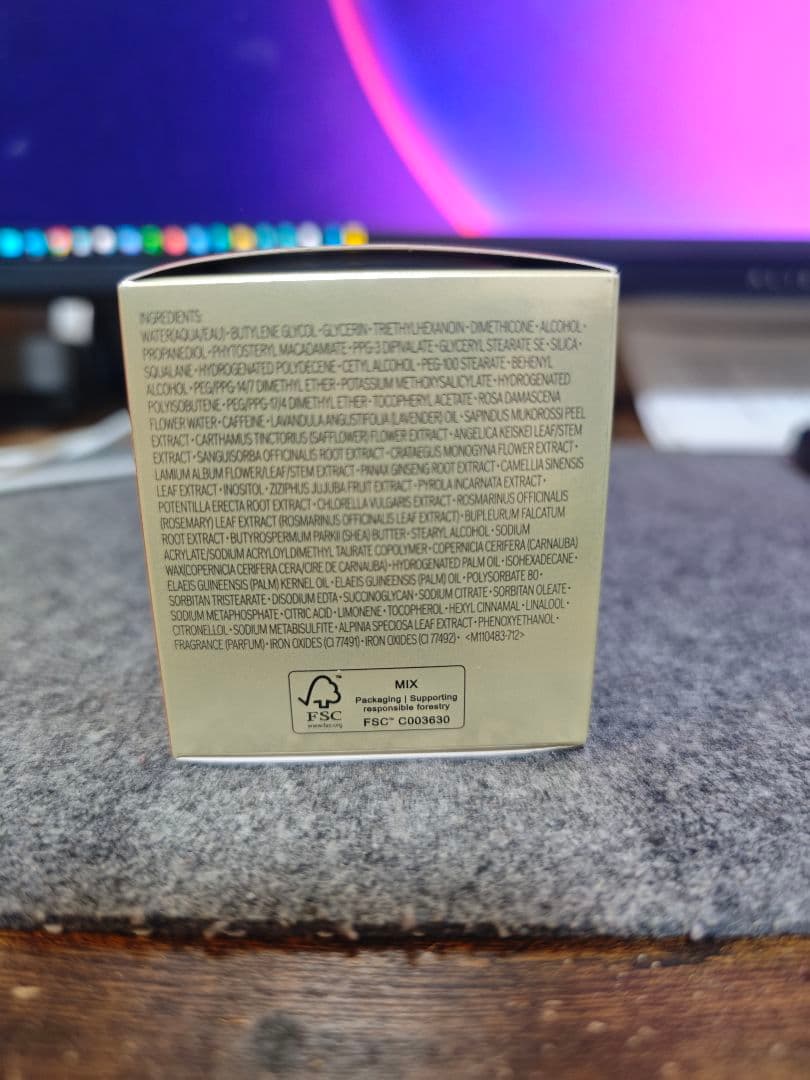 INGREDIENTS:
WATER(AQUA/EAU)･BUTYLENE GLYCOL･GLYCERIN･TRIETHYLHEXANOIN･DIMETHICONE･ALCOHOL･
PROPANEDIOL･PHYTOSTERYL MACADAMIATE･PPG-3 DIPIVALATE･GLYCERYL STEARATE SE･SILICA･
SQUALANE･HYDROGENATED POLYDECENE･CETYL ALCOHOL･PEG-100 STEARATE･BEHENYL
ALCOHOL･PEG/PPG-14/7 DIMETHYL ETHER･POTASSIUM METHOXYSALICYLATE･HYDROGENATED
POLYISOBUTENE･PEG/PPG-17/4 DIMETHYL ETHER･TOCOPHERYL ACETATE･ROSA DAMASCENA
FLOWER WATER･CAFFEINE･LAVANDULA ANGUSTIFOLIA (LAVENDER) OIL･SAPINDUS MUKOROSSI PEEL
EXTRACT･CARTHAMUS TINCTORIUS (SAFFLOWER) FLOWER EXTRACT･ANGELICA KEISKEI LEAF/STEM
EXTRACT･SANGUISORBA OFFICINALIS ROOT EXTRACT･CRATAEGUS MONOGYNA FLOWER EXTRACT･
LAMIUM ALBUM FLOWER/LEAF/STEM EXTRACT･PANAX GINSENG ROOT EXTRACT･CAMELLIA SINENSIS
LEAF EXTRACT･INOSITOL･ZIZIPHUS JUJUBA FRUIT EXTRACT･PYROLA INCARNATA EXTRACT･
POTENTILLA ERECTA ROOT EXTRACT･CHLORELLA VULGARIS EXTRACT･ROSMARINUS OFFICINALIS
(ROSEMARY) LEAF EXTRACT (ROSMARINUS OFFICINALIS LEAF EXTRACT)･BUPLEURUM FALCATUM
ROOT EXTRACT･BUTYROSPERMUM PARKII (SHEA) BUTTER･STEARYL ALCOHOL･SODIUM
ACRYLATE/SODIUM ACRYLOYLDIMETHYL TAURATE COPOLYMER･COPERNICIA CERIFERA (CARNAUBA)
WAX(COPERNICIA CERIFERA CERA/CIRE DE CARNAUBA)･HYDROGENATED PALM OIL･ISOHEXADECANE･
ELAEIS GUINEENSIS (PALM) KERNEL OIL･ELAEIS GUINEENSIS (PALM) OIL･POLYSORBATE 80･
SORBITAN TRISTEARATE･DISODIUM EDTA･SUCCINOGLYCAN･SODIUM CITRATE･SORBITAN OLEATE･
SODIUM METAPHOSPHATE･CITRIC ACID･LIMONENE･TOCOPHEROL･HEXYL CINNAMAL･LINALOOL･
CITRONELLOL･SODIUM METABISULFITE･ALPINIA SPECIOSA LEAF EXTRACT･PHENOXYETHANOL･
FRAGRANCE (PARFUM)･IRON OXIDES (CI 77491)･IRON OXIDES (CI 77492)･ <M110483-712>
FSC
www.fsc.org
MIX
Packaging | Supporting
responsible forestry
FSC™ C003630